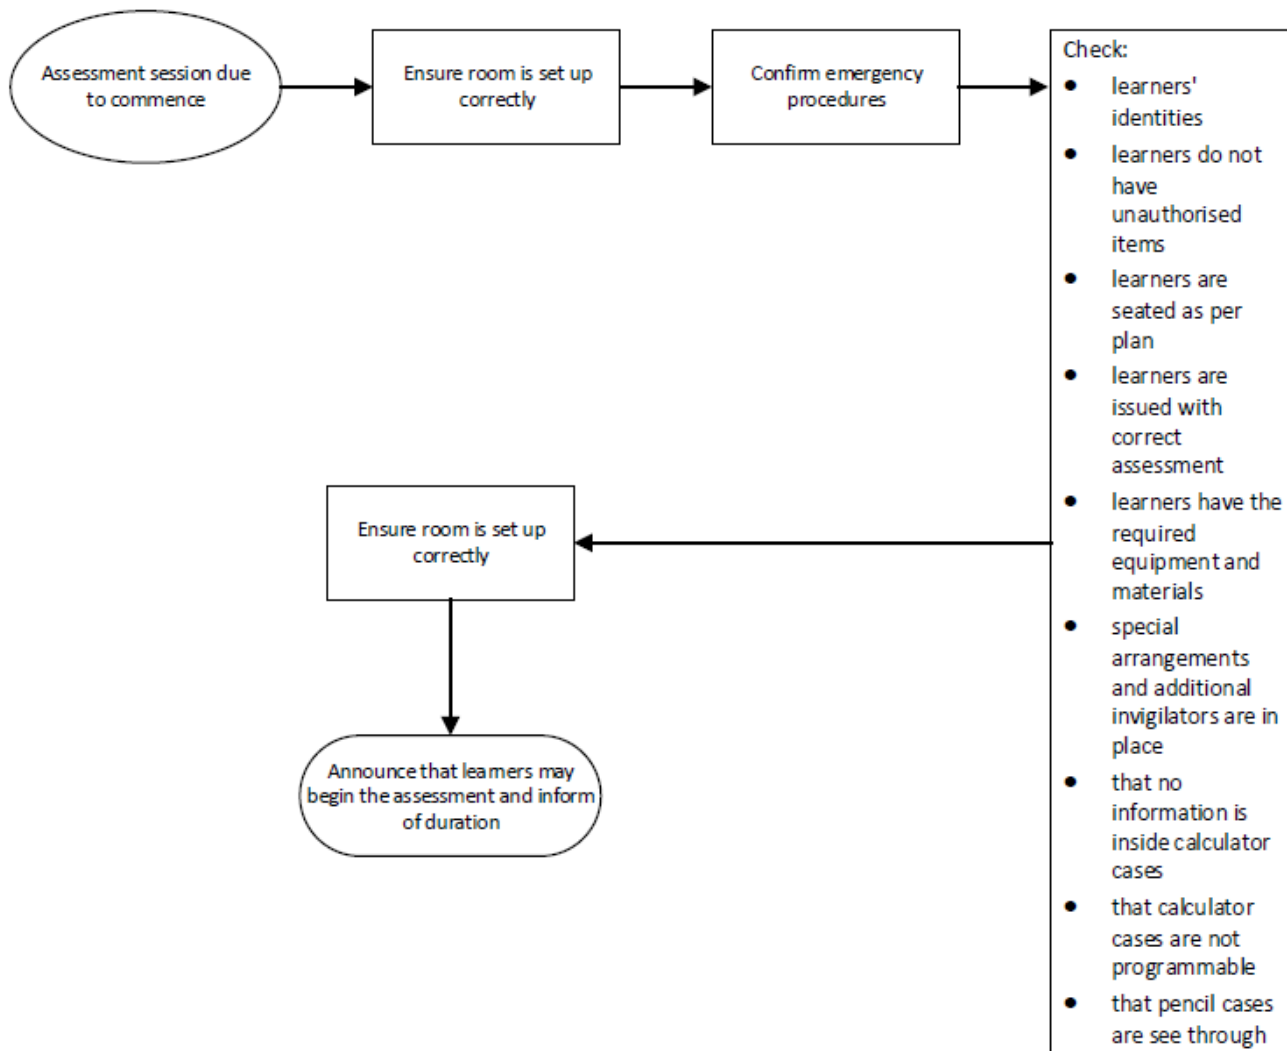 Assessment session due
to commence
Ensure room is set up
correctly
Confirm emergency
procedures
Check:
● learners'
identities
● learners do not
have
unauthorised
items
● learners are
seated as per
plan
● learners are
issued with
correct
assessment
● learners have the
required
equipment and
materials
● special
arrangements
and additional
invigilators are in
place
● that no
information is
inside calculator
cases
● that calculator
cases are not
programmable
● that pencil cases
are see through
Ensure room is set up
correctly
Announce that learners may
begin the assessment and inform
of duration